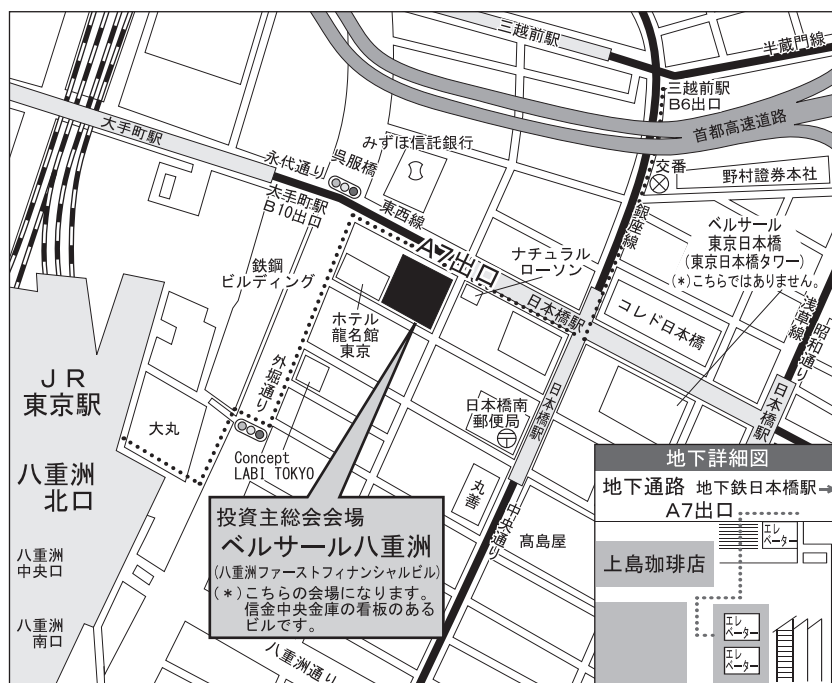 三越前駅
半蔵門線
三越前駅
B6出口
首都高速道路
大手町駅
みずほ信託銀行
呉服橋
永代通り
交番
野村證券本社
大手町駅
B10出口
東西線
銀座線
A7出口
ナチュラル
ローソン
ベルサール
東京日本橋
(東京日本橋タワー)
(*)こちらではありません。
鉄鋼
ビルディング
日本橋駅
コレド日本橋
浅草線
昭和通り
ホテル
龍名館
東京
JR
東京駅
外堀通り
日本橋駅
日本橋駅
日本橋南
郵便局
大丸
Concept
LABI TOKYO
八重洲
北口
丸善
中央通り
髙島屋
投資主総会会場
ベルサール八重洲
(八重洲ファーストフィナンシャルビル)
(*)こちらの会場になります。
信金中央金庫の看板のある
ビルです。
八重洲
中央口
八重洲
南口
八重洲通り
地下詳細図
地下通路 地下鉄日本橋駅→
A7出口
エレ
ベーター
上島珈琲店
エレ
ベーター
エレ
ベーター